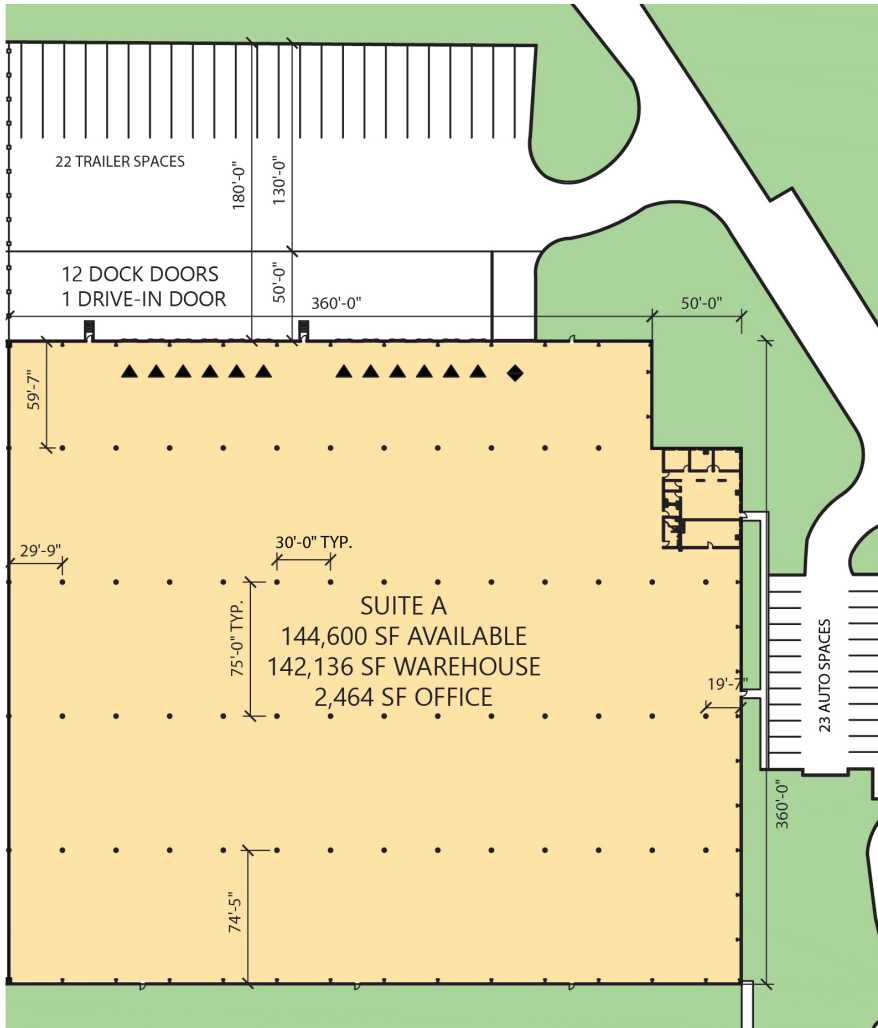 22 TRAILER SPACES
180'-0"
130'-0"
12 DOCK DOORS
1 DRIVE-IN DOOR
50'-0"
360'-0"
50'-0"
59'-7"
29'-9"
30'-0" TYP.
75'-0" TYP.
SUITE A
144,600 SF AVAILABLE
142,136 SF WAREHOUSE
2,464 SF OFFICE
19'-7"
23 AUTO SPACES
360'-0"
74'-5"